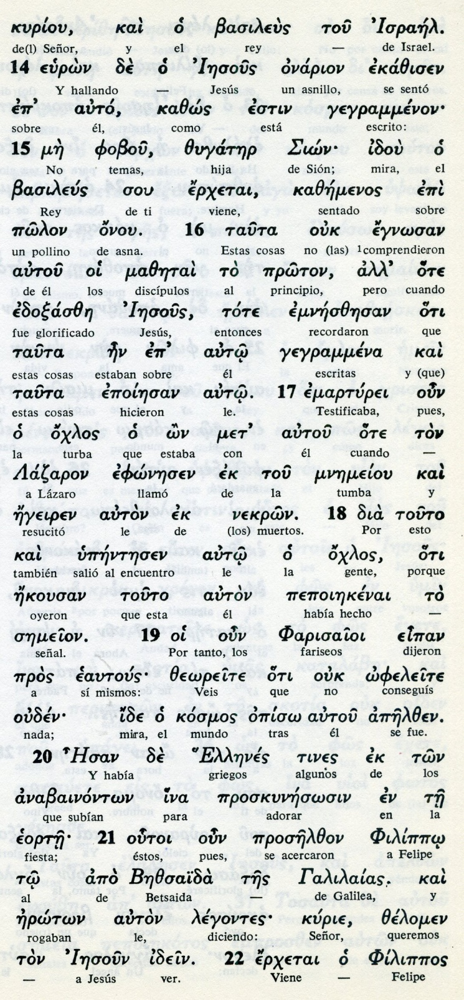 κυρίου, καὶ ὁ βασιλεὺς τοῦ Ἰσραήλ.
de(l) Señor, y el rey — de Israel.
14 εὑρὼν δὲ ὁ Ἰησοῦς ὀνάριον ἐκάθισεν
Y hallando — Jesús un asnillo, se sentó
ἐπ’ αὐτό, καθώς ἐστιν γεγραμμένον·
sobre él, como está escrito:
15 μὴ φοβοῦ, θυγάτηρ Σιών· ἰδοὺ ὁ
No temas, hija de Sión; mira, el
βασιλεύς σου ἔρχεται, καθήμενος ἐπὶ
Rey de ti viene, sentado sobre
πῶλον ὄνου. 16 ταῦτα οὐκ ἔγνωσαν
un pollino de asna. Estas cosas no (las) ¹comprendieron
αὐτοῦ οἱ μαθηταὶ τὸ πρῶτον, ἀλλ’ ὅτε
de él los discípulos al principio, pero cuando
ἐδοξάσθη Ἰησοῦς, τότε ἐμνήσθησαν ὅτι
fue glorificado Jesús, entonces recordaron que
ταῦτα ἦν ἐπ’ αὐτῷ γεγραμμένα καὶ
estas cosas estaban sobre él escritas y (que)
ταῦτα ἐποίησαν αὐτῷ. 17 ἐμαρτύρει οὖν
estas cosas hicieron le. Testificaba, pues,
ὁ ὄχλος ὁ ὢν μετ’ αὐτοῦ ὅτε τὸν
la turba que estaba con él cuando —
Λάζαρον ἐφώνησεν ἐκ τοῦ μνημείου καὶ
a Lázaro llamó de la tumba y
ἤγειρεν αὐτὸν ἐκ νεκρῶν. 18 διὰ τοῦτο
resucitó le de (los) muertos. Por esto
καὶ ὑπήντησεν αὐτῷ ὁ ὄχλος, ὅτι
también salió al encuentro le la gente, porque
ἤκουσαν τοῦτο αὐτὸν πεποιηκέναι τὸ
oyeron que esta él había hecho —
σημεῖον. 19 οἱ οὖν Φαρισαῖοι εἶπαν
señal. Por tanto, los fariseos dijeron
πρὸς ἑαυτούς· θεωρεῖτε ὅτι οὐκ ὠφελεῖτε
a sí mismos: Veis que no conseguís
οὐδέν· ἴδε ὁ κόσμος ὀπίσω αὐτοῦ ἀπῆλθεν.
nada; mira, el mundo tras él se fue.
20 Ἦσαν δὲ Ἕλληνές τινες ἐκ τῶν
Y había griegos algunos de los
ἀναβαινόντων ἵνα προσκυνήσωσιν ἐν τῇ
que subían para adorar en la
ἑορτῇ· 21 οὗτοι οὖν προσῆλθον Φιλίππῳ
fiesta; éstos, pues, se acercaron a Felipe
τῷ ἀπὸ Βηθσαϊδὰ τῆς Γαλιλαίας, καὶ
al de Betsaida — de Galilea, y
ἠρώτων αὐτὸν λέγοντες· κύριε, θέλομεν
rogaban le, diciendo: Señor, queremos
τὸν Ἰησοῦν ἰδεῖν. 22 ἔρχεται ὁ Φίλιππος
— a Jesús ver. Viene — Felipe